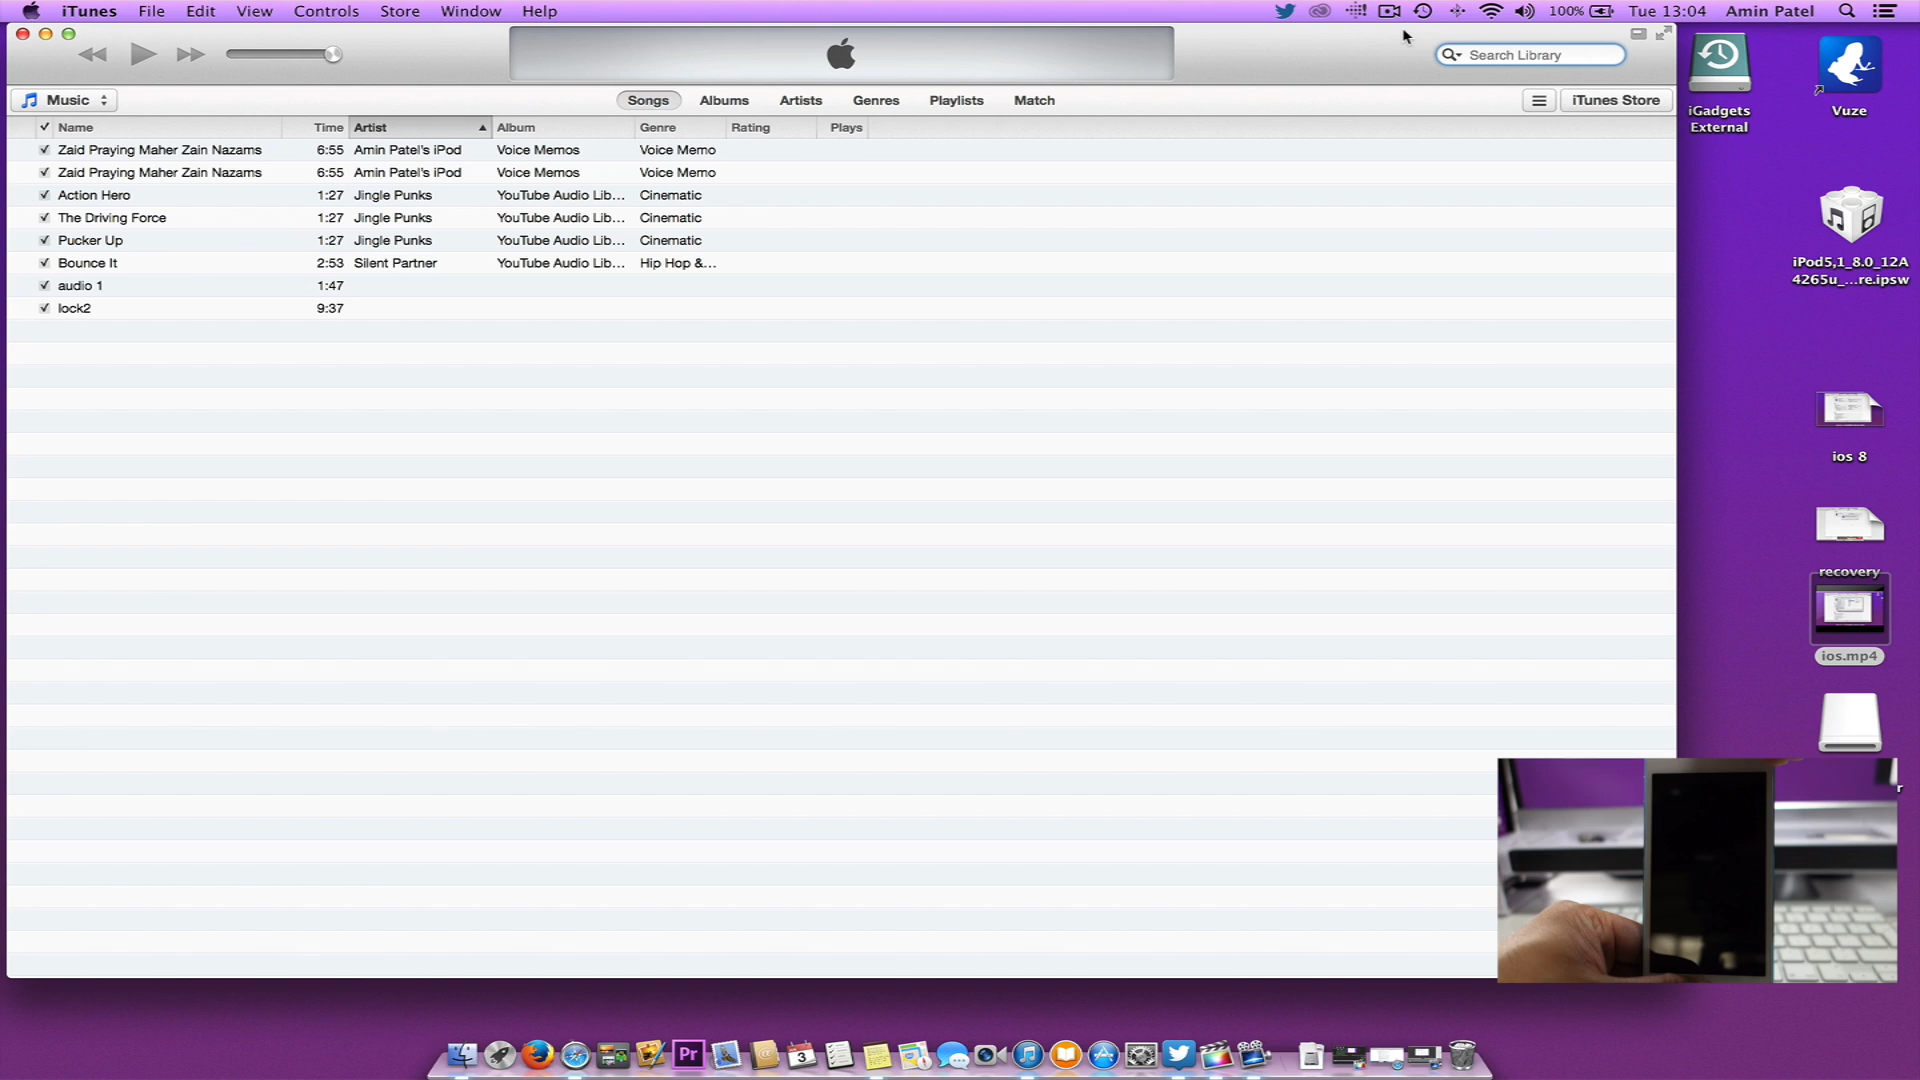 iTunes File Edit View Controls Store Window Help 100% Tue 13:04 Amin Patel
Search Library
Music Songs Albums Artists Genres Playlists Match iTunes Store
Name Time Artist Album Genre Rating Plays
Zaid Praying Maher Zain Nazams 6:55 Amin Patel's iPod Voice Memos Voice Memo
Zaid Praying Maher Zain Nazams 6:55 Amin Patel's iPod Voice Memos Voice Memo
Action Hero 1:27 Jingle Punks YouTube Audio Lib... Cinematic
The Driving Force 1:27 Jingle Punks YouTube Audio Lib... Cinematic
Pucker Up 1:27 Jingle Punks YouTube Audio Lib... Cinematic
Bounce It 2:53 Silent Partner YouTube Audio Lib... Hip Hop &...
audio 1 1:47
lock2 9:37
iGadgets
External
Vuze
iPod5,1_8.0_12A
4265u_...re.ipsw
ios 8
recovery
ios.mp4
Pr
3